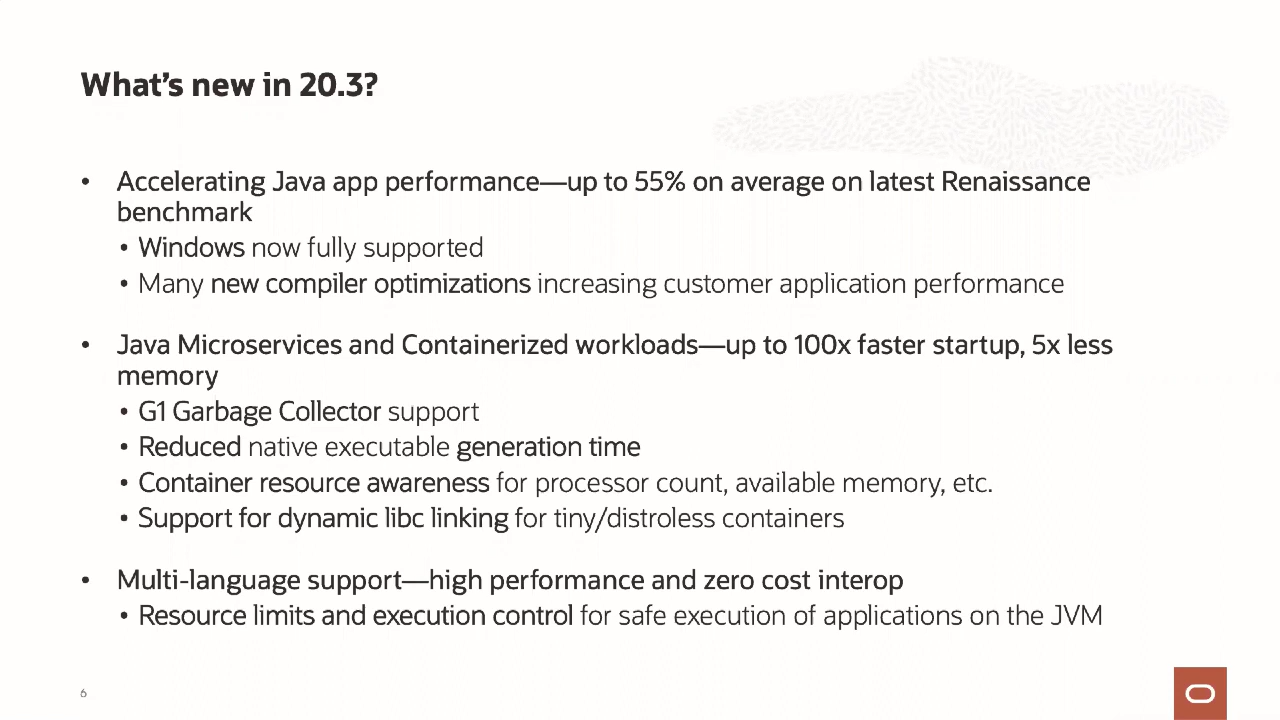 What's new in 20.3?
• Accelerating Java app performance—up to 55% on average on latest Renaissance
benchmark
• Windows now fully supported
• Many new compiler optimizations increasing customer application performance
• Java Microservices and Containerized workloads—up to 100x faster startup, 5x less
memory
• G1 Garbage Collector support
• Reduced native executable generation time
• Container resource awareness for processor count, available memory, etc.
• Support for dynamic libc linking for tiny/distroless containers
• Multi-language support—high performance and zero cost interop
• Resource limits and execution control for safe execution of applications on the JVM
6